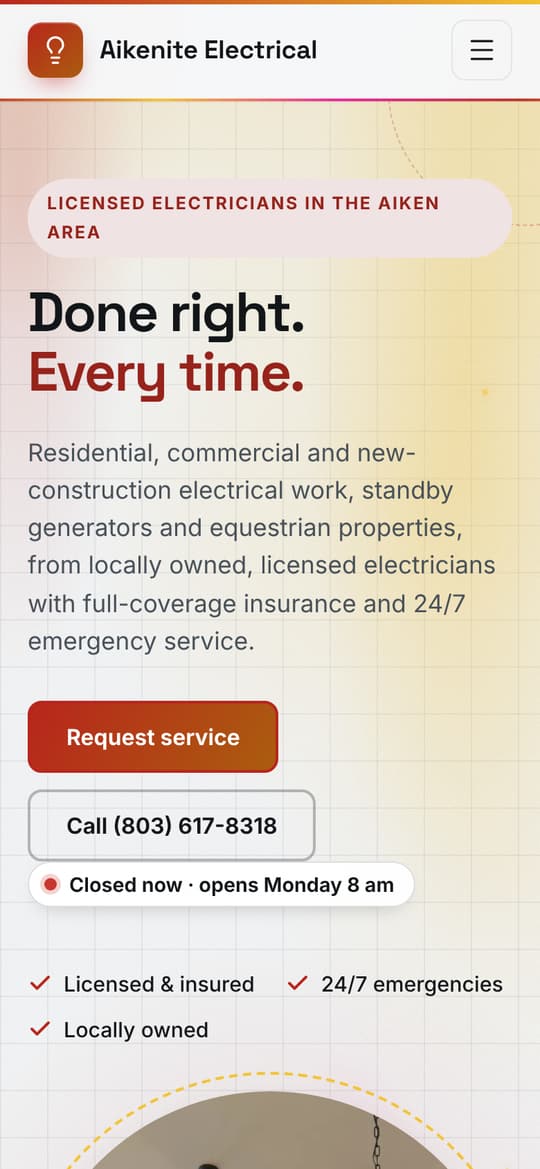 Aikenite Electrical
LICENSED ELECTRICIANS IN THE AIKEN
AREA
Done right.
Every time.
Residential, commercial and new-
construction electrical work, standby
generators and equestrian properties,
from locally owned, licensed electricians
with full-coverage insurance and 24/7
emergency service.
Request service
Call (803) 617-8318
Closed now · opens Monday 8 am
Licensed & insured
24/7 emergencies
Locally owned